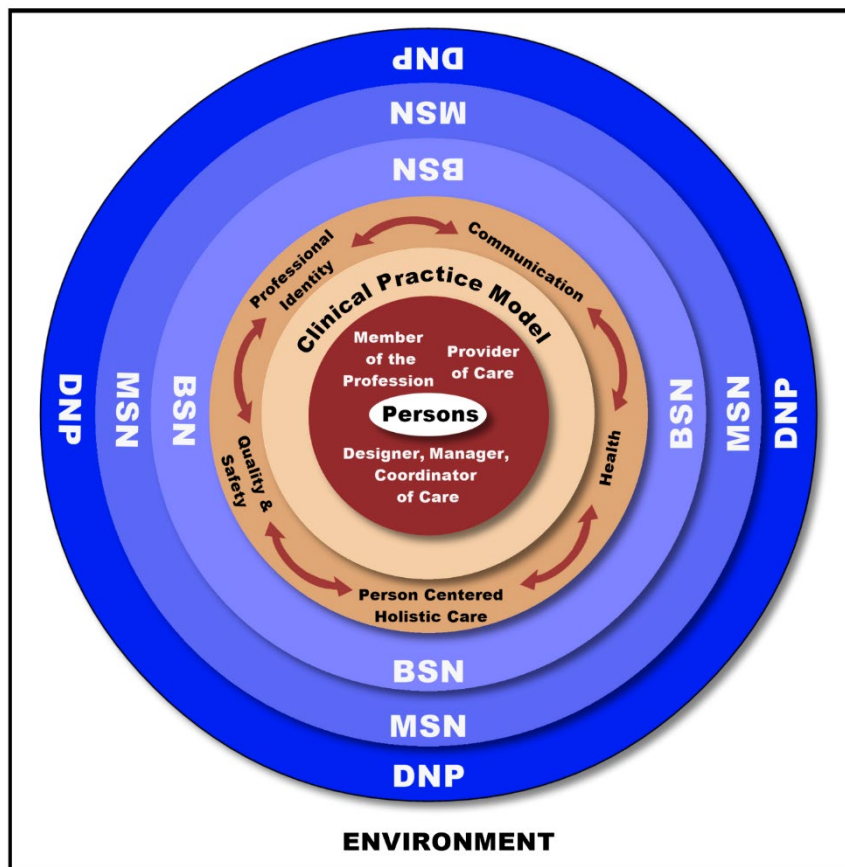 DNP
MSN
BSN
Professional
Identity
Communication
Clinical Practice Model
Member
of the
Profession
Provider
of Care
Persons
Designer, Manager,
Coordinator
of Care
DNP
MSN
BSN
BSN
MSN
DNP
Quality &
Safety
Health
Person Centered
Holistic Care
BSN
MSN
DNP
ENVIRONMENT